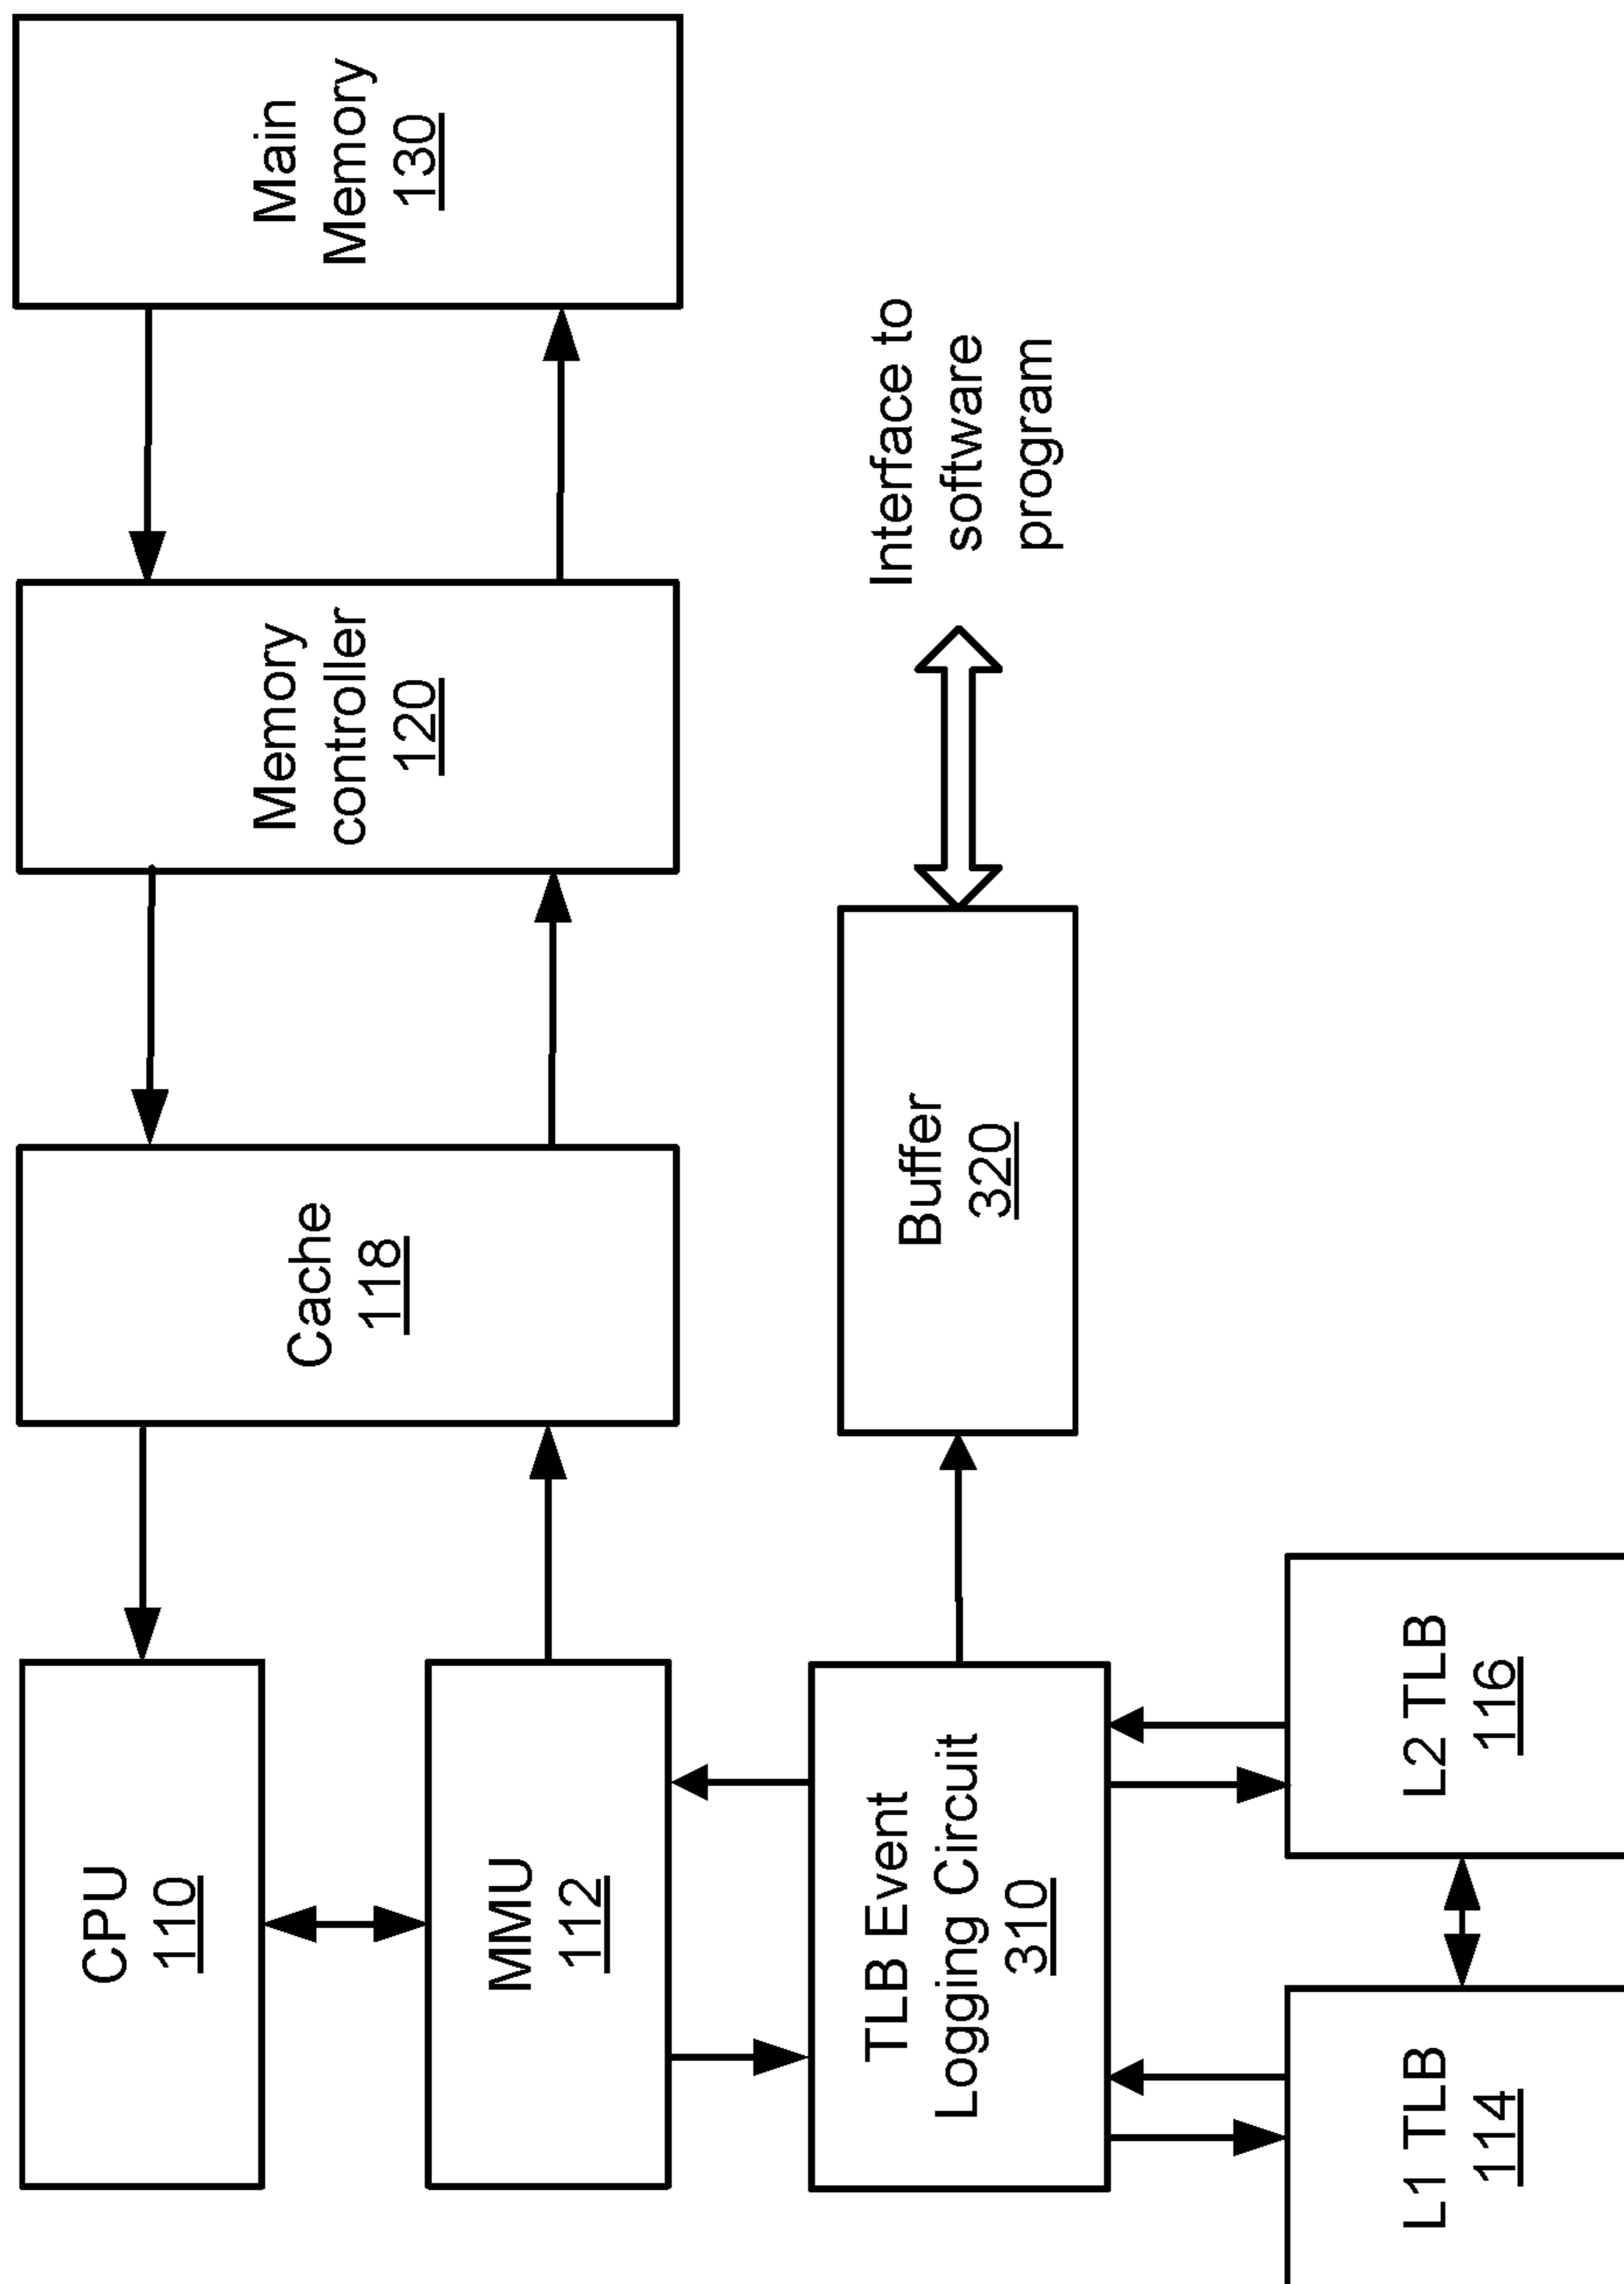 CPU
110
Cache
118
Memory
controller
120
Main
Memory
130
MMU
112
TLB Event
Logging Circuit
310
Buffer
320
Interface to
software
program
L1 TLB
114
L2 TLB
116